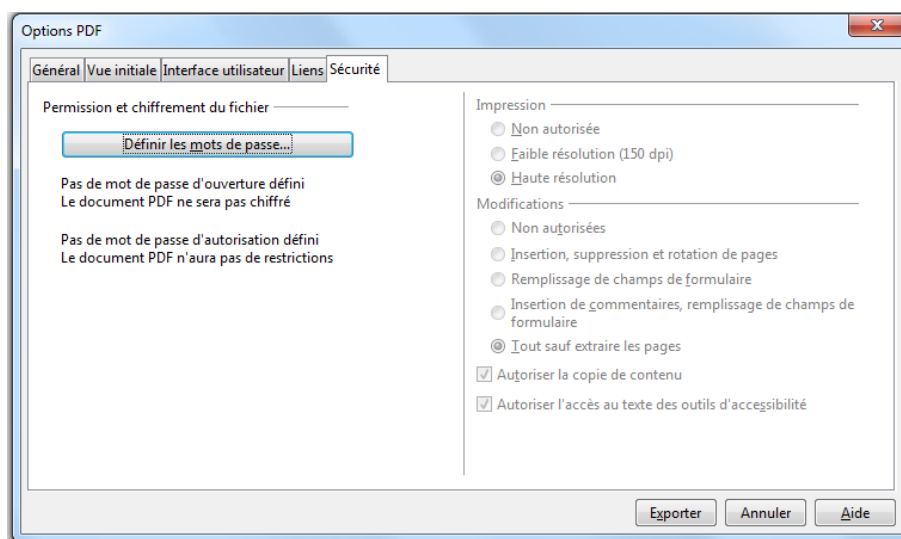 Options PDF
Général Vue initiale Interface utilisateur Liens Sécurité
Permission et chiffrement du fichier
Définir les mots de passe...
Pas de mot de passe d'ouverture défini
Le document PDF ne sera pas chiffré
Pas de mot de passe d'autorisation défini
Le document PDF n'aura pas de restrictions
Impression
Non autorisée
Faible résolution (150 dpi)
Haute résolution
Modifications
Non autorisées
Insertion, suppression et rotation de pages
Remplissage de champs de formulaire
Insertion de commentaires, remplissage de champs de
formulaire
Tout sauf extraire les pages
Autoriser la copie de contenu
Autoriser l'accès au texte des outils d'accessibilité
Exporter Annuler Aide